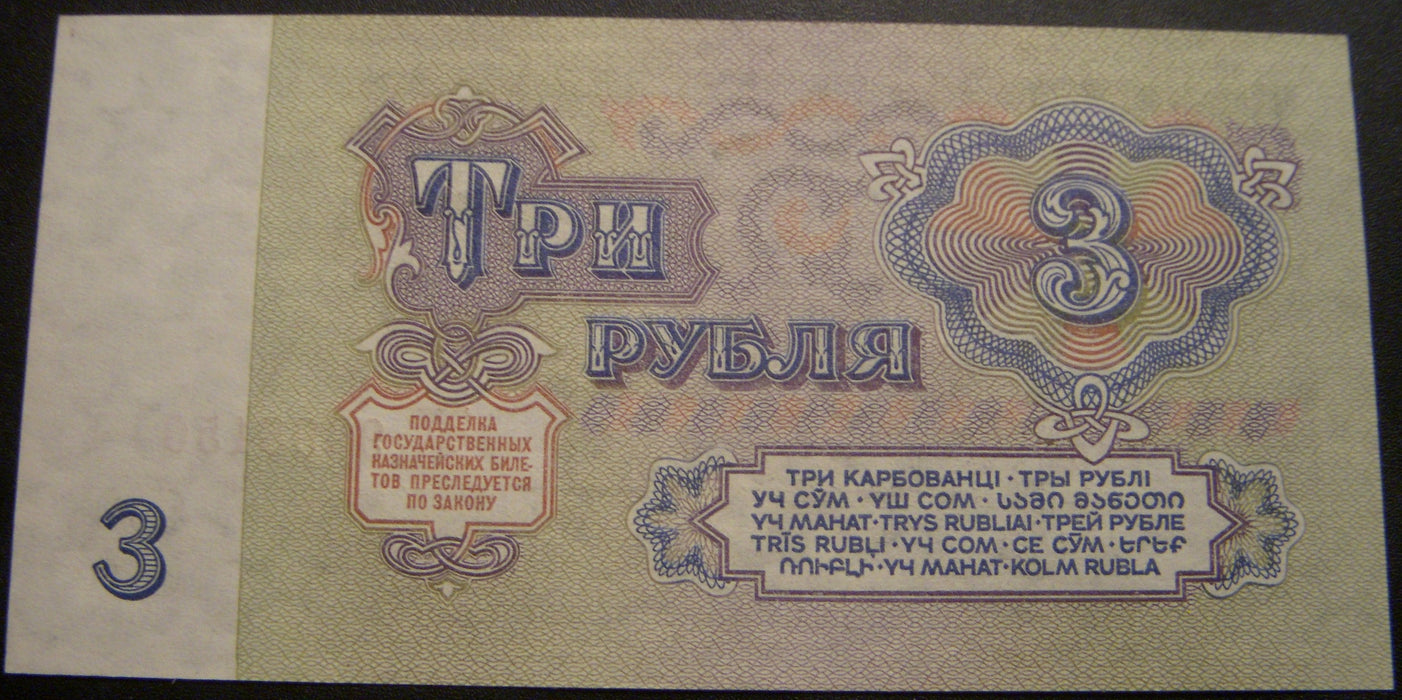 ТРИ
РУБЛЯ
3
ПОДДЕЛКА
ГОСУДАРСТВЕННЫХ
КАЗНАЧЕЙСКИХ БИЛЕ-
ТОВ ПРЕСЛЕДУЕТСЯ
ПО ЗАКОНУ
ТРИ КАРБОВАНЦІ · ТРЫ РУБЛІ
УЧ СЎМ · ҮШ СОМ · ᲡᲐᲛᲘ ᲛᲐᲜᲔᲗᲘ
ҮЧ МАНАТ · TRYS RUBLIAI · ТРЕЙ РУБЛЕ
TRĪS RUBĻI · ҮЧ СОМ · СЕ СӮМ · ԵՐԵՔ
ՌՈՒԲԼԻ · ҮЧ МАНАТ · KOLM RUBLA
3